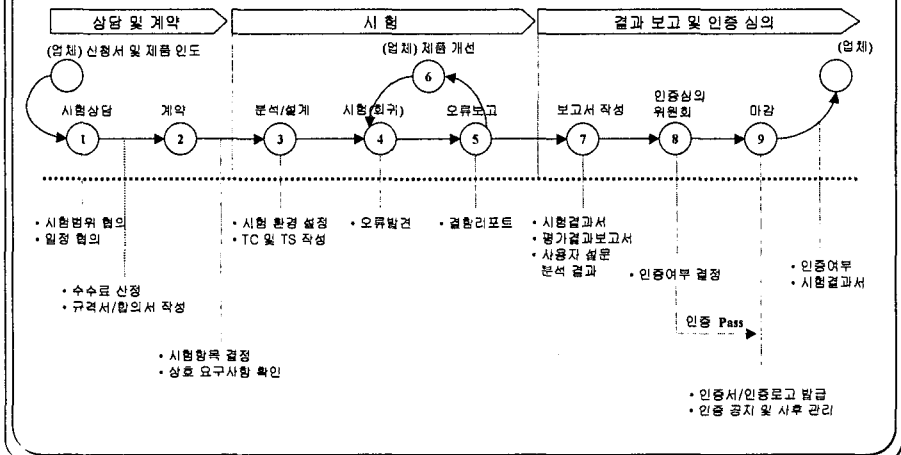 상담 및 계약
시 험
결과 보고 및 인증 심의
(업체) 신청서 및 제품 인도
(업체) 제품 개선
(업체)
6
시험상담
계약
분석/설계
시험(회귀)
오류보고
보고서 작성
인증심의
위원회
마감
1
2
3
4
5
7
8
9
• 시험범위 협의
• 일정 협의
• 시험 환경 설정
• TC 및 TS 작성
• 오류발견
• 결함리포트
• 시험결과서
• 평가결과보고서
• 사용자 설문
분석 결과
• 인증여부 결정
• 인증여부
• 시험결과서
• 수수료 산정
• 규격서/합의서 작성
인증 Pass
• 시험항목 결정
• 상호 요구사항 확인
• 인증서/인증로고 발급
• 인증 공지 및 사후 관리